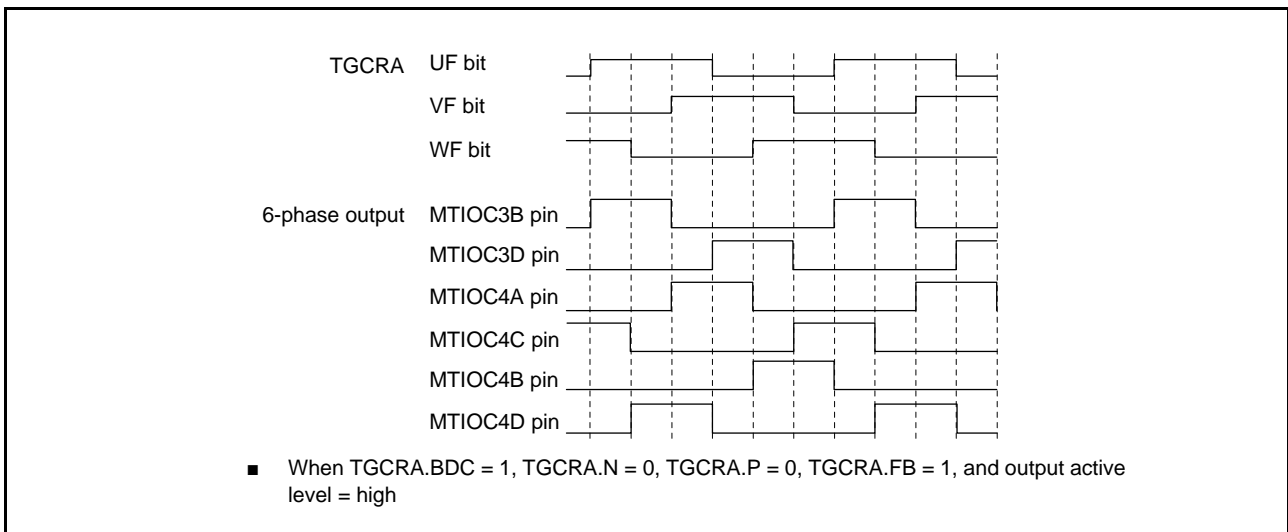 TGCRA UF bit
VF bit
WF bit
6-phase output MTIOC3B pin
MTIOC3D pin
MTIOC4A pin
MTIOC4C pin
MTIOC4B pin
MTIOC4D pin
■ When TGCRA.BDC = 1, TGCRA.N = 0, TGCRA.P = 0, TGCRA.FB = 1, and output active
level = high